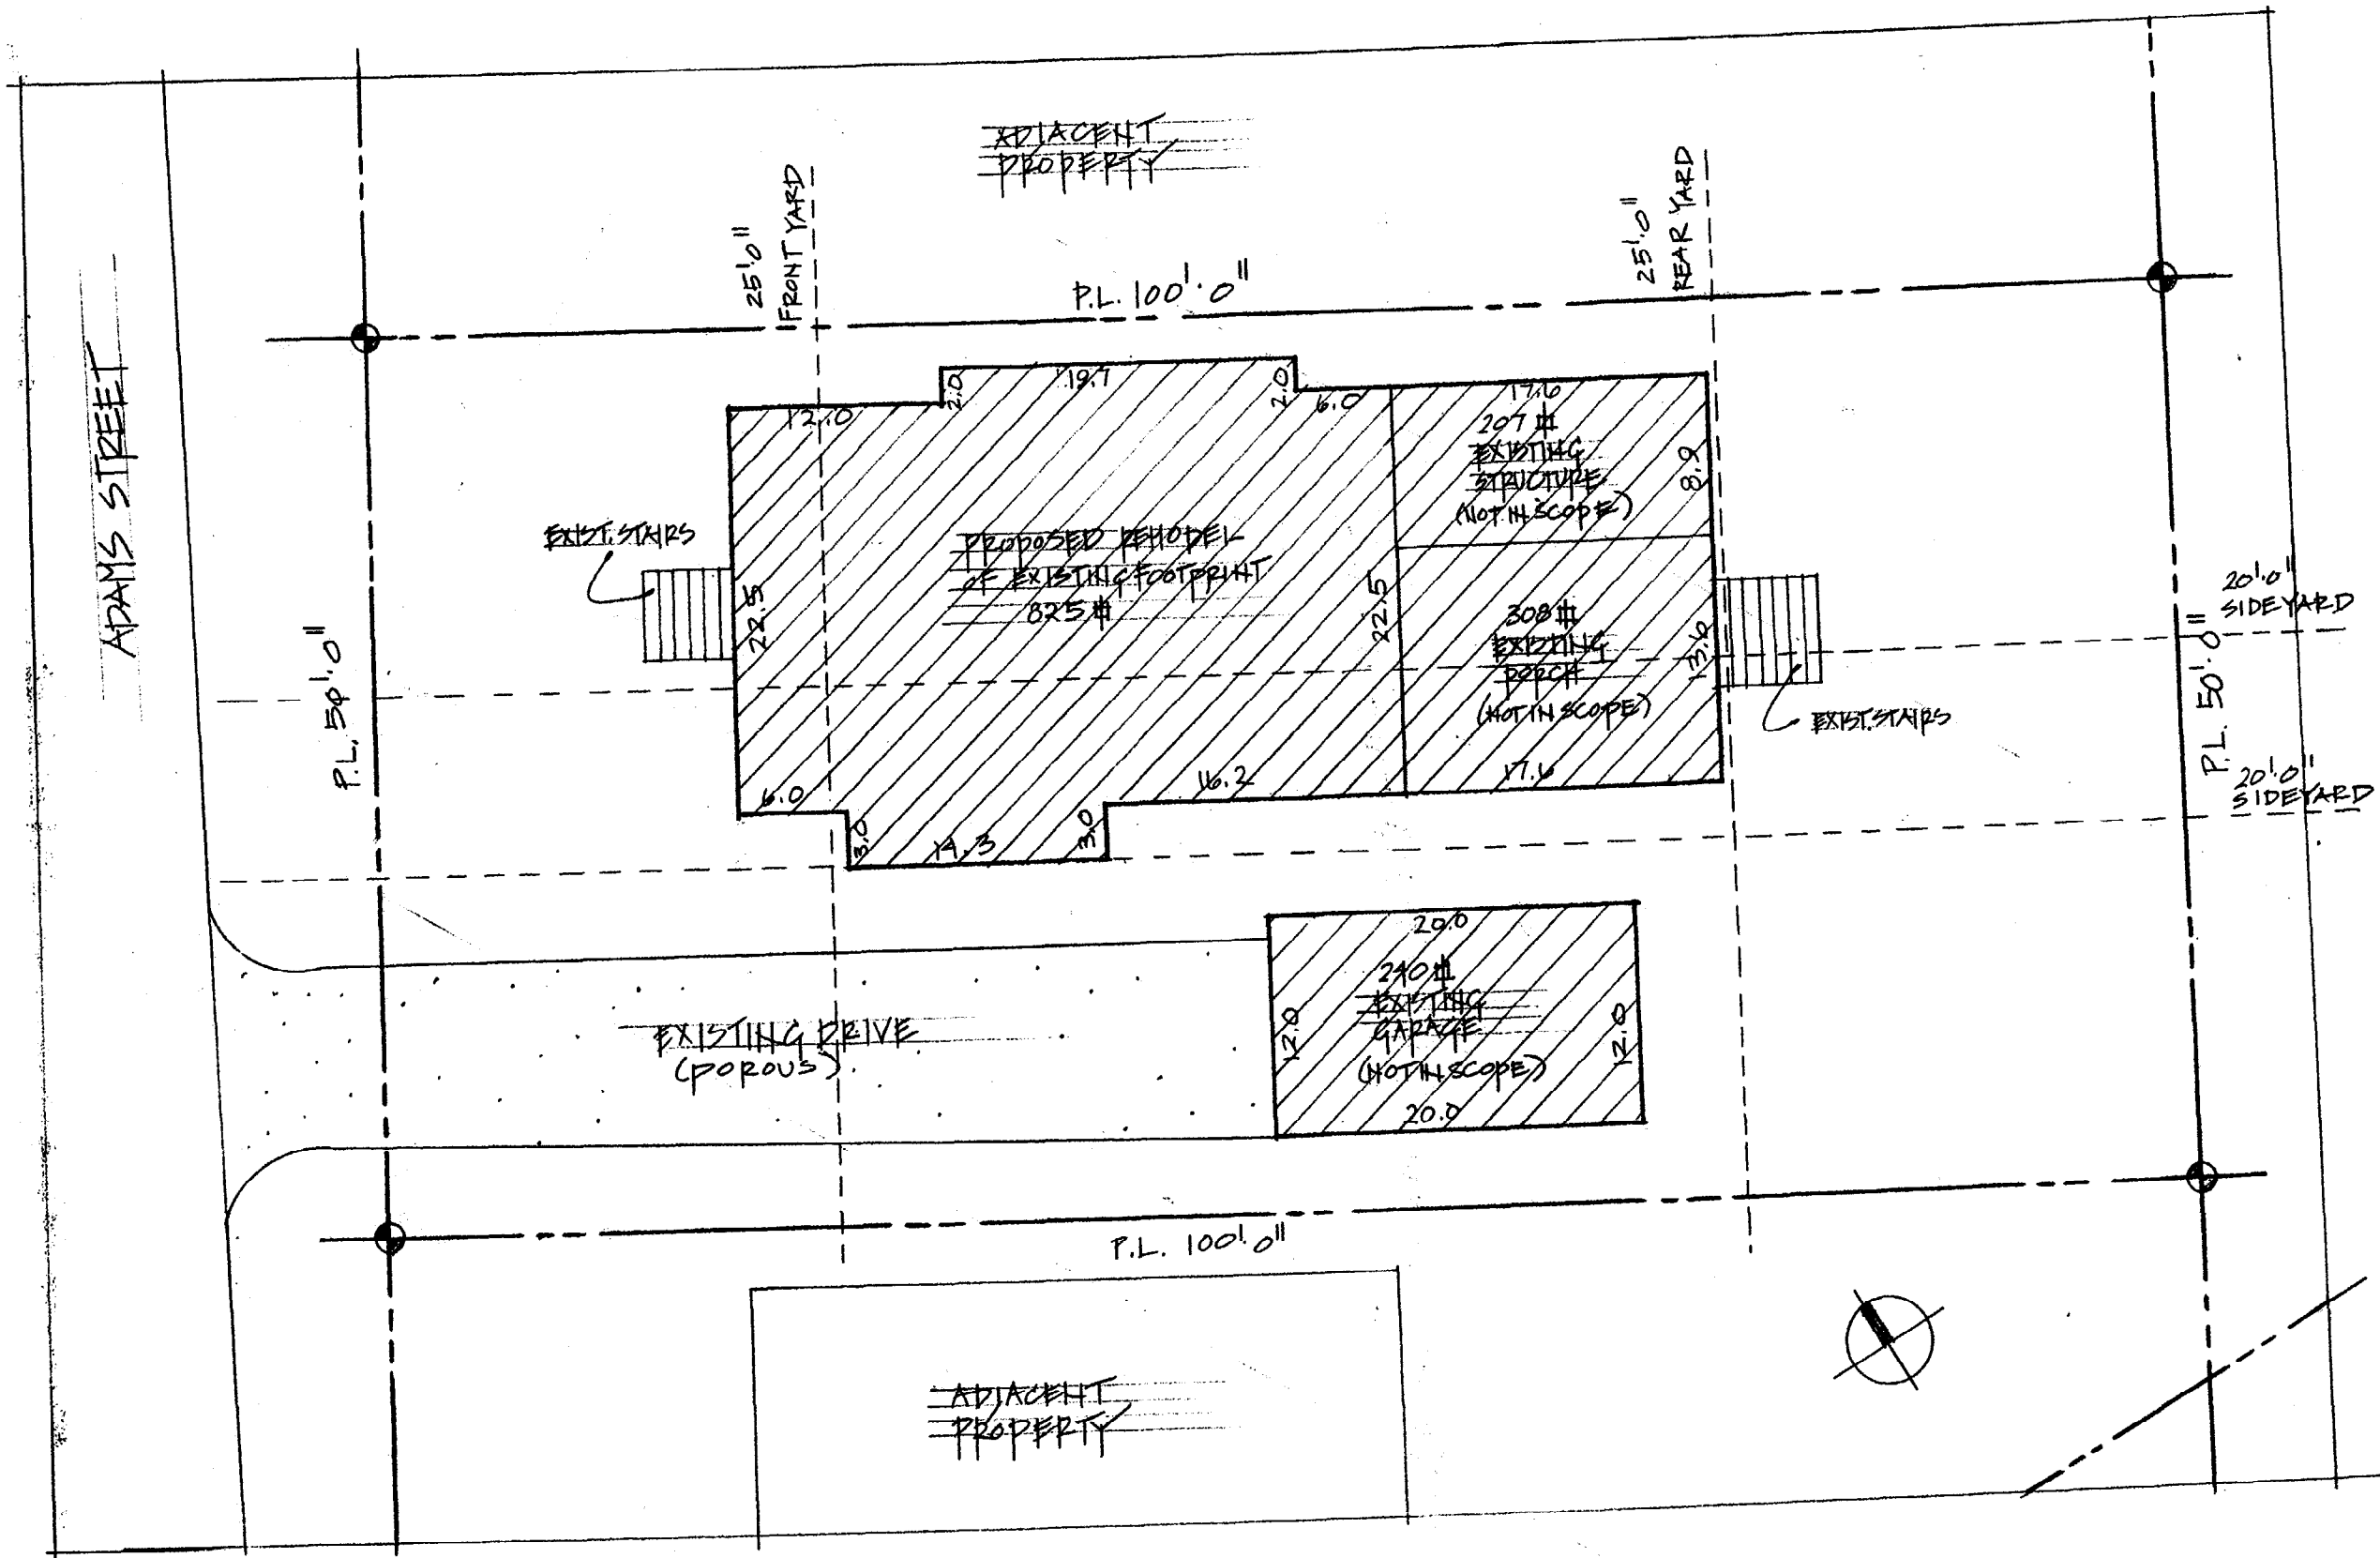 ADJACENT
PROPERTY
25'.0"
FRONT YARD
25'.0"
REAR YARD
P.L. 100'.0"
ADAMS STREET
12.0
2.0
19.7
2.0
6.0
17.6
207 #
EXISTING
STRUCTURE
(NOT IN SCOPE)
8.9
EXIST. STAIRS
PROPOSED REMODEL
OF EXISTING FOOTPRINT
825 #
22.5
22.5
308 #
EXISTING
PORCH
(NOT IN SCOPE)
13.6
20'.0"
SIDEYARD
P.L. 50'.0"
P.L. 50'.0"
EXIST. STAIRS
20'.0"
SIDEYARD
6.0
3.0
14.3
3.0
16.2
17.6
20.0
240 #
EXISTING
GARAGE
(NOT IN SCOPE)
12.0
12.0
20.0
EXISTING DRIVE
(POROUS)
P.L. 100'.0"
ADJACENT
PROPERTY